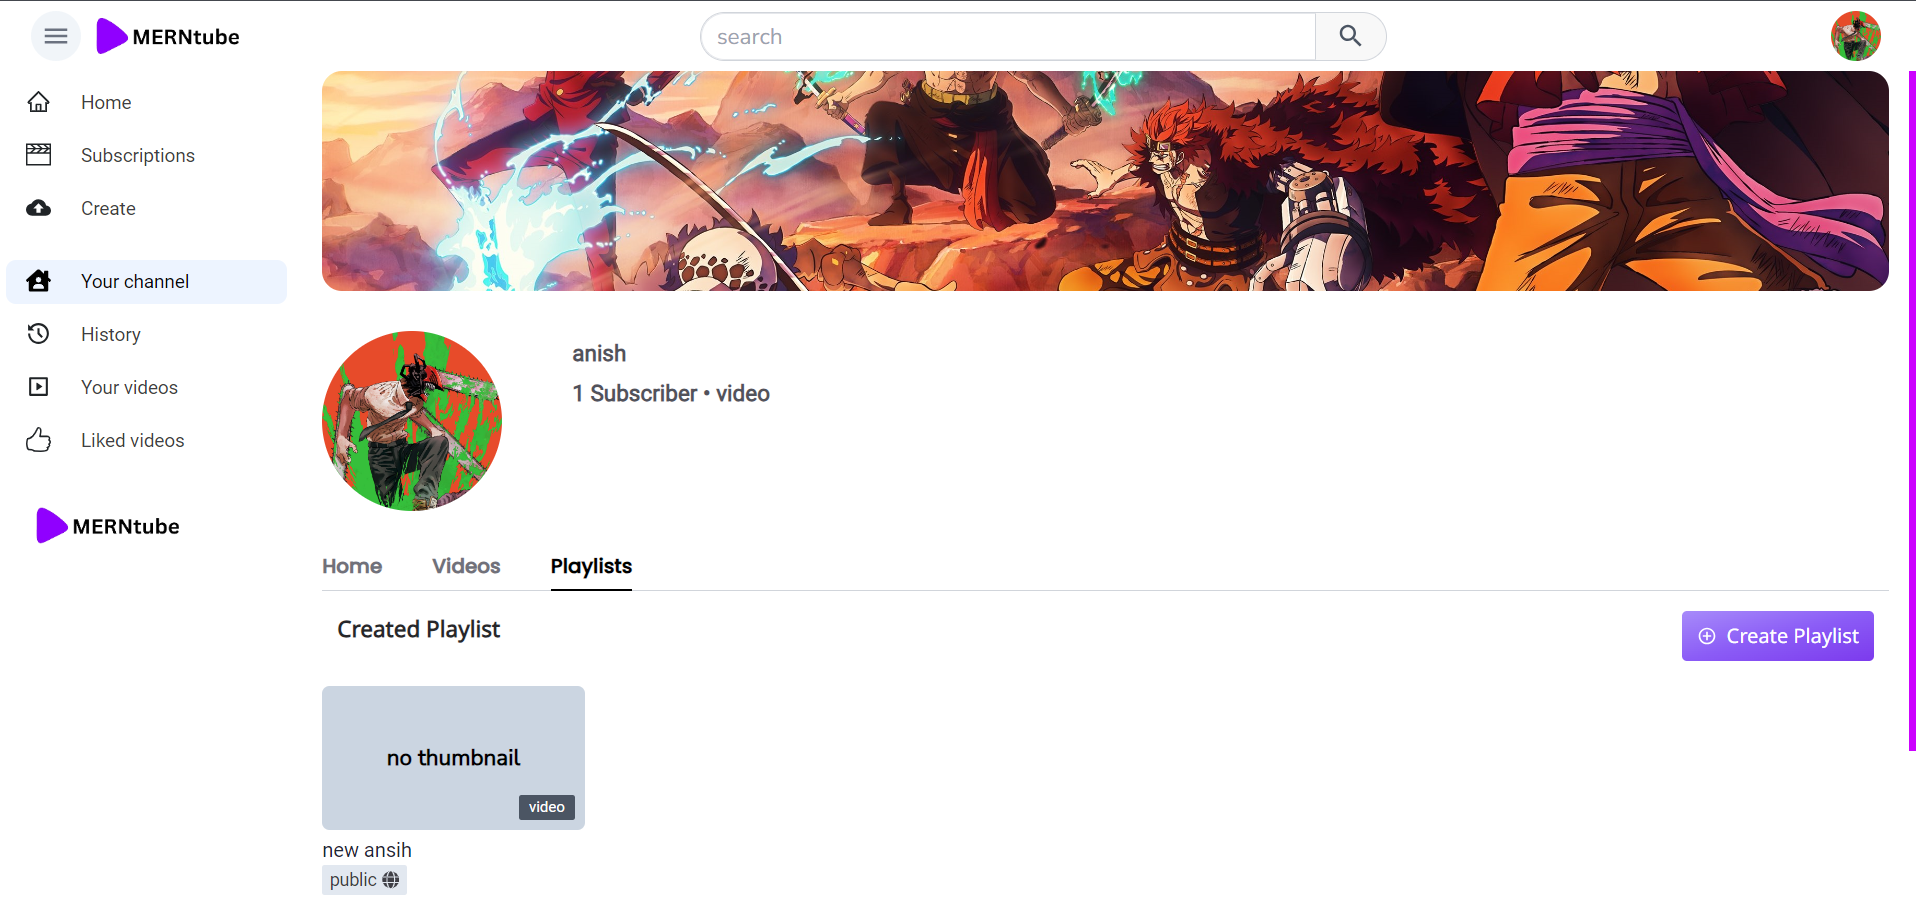 MERNtube
search
Home
Subscriptions
Create
Your channel
History
Your videos
Liked videos
MERNtube
anish
1 Subscriber • video
Home Videos Playlists
Created Playlist
Create Playlist
no thumbnail
video
new ansih
public